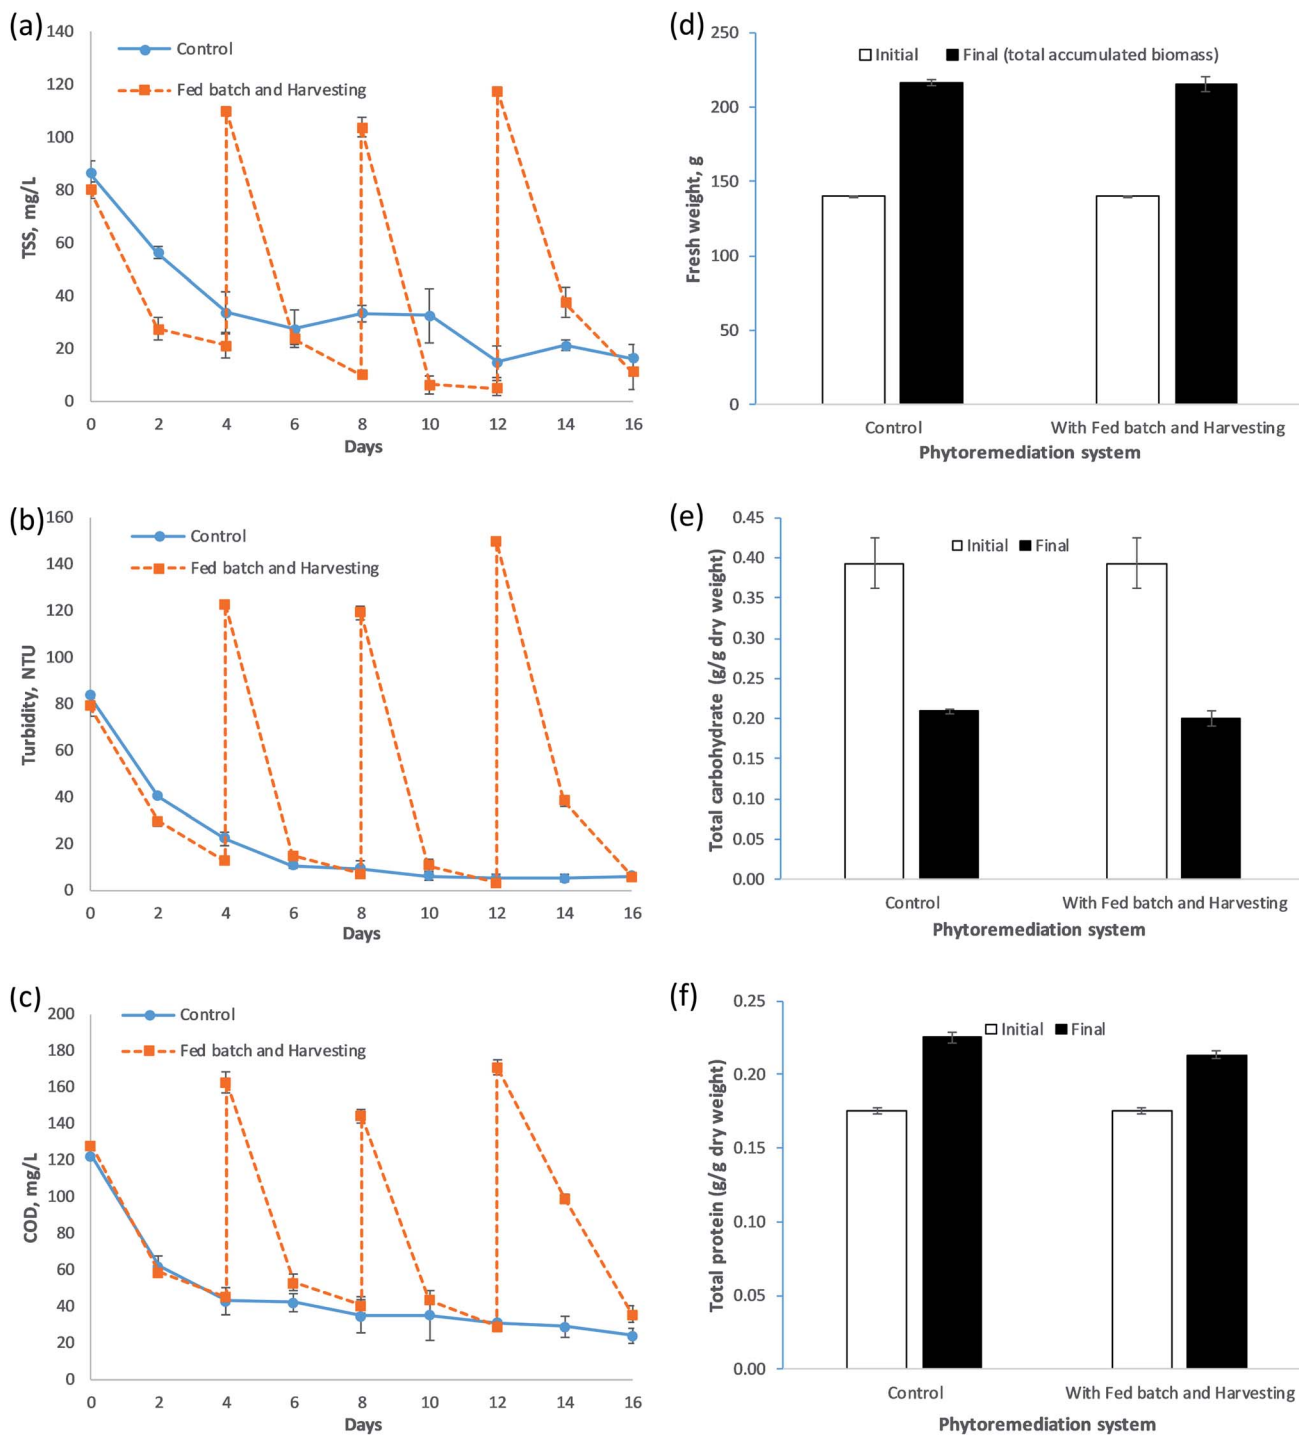 (a)
140
120
100
80
60
40
20
0
TSS, mg/L
Control
Fed batch and Harvesting
0 2 4 6 8 10 12 14 16
Days
(b)
160
140
120
100
80
60
40
20
0
Turbidity, NTU
Control
Fed batch and Harvesting
0 2 4 6 8 10 12 14 16
Days
(c)
200
180
160
140
120
100
80
60
40
20
0
COD, mg/L
Control
Fed batch and Harvesting
0 2 4 6 8 10 12 14 16
Days
(d)
250
200
150
100
50
0
Fresh weight, g
Initial Final (total accumulated biomass)
Control With Fed batch and Harvesting
Phytoremediation system
(e)
0.45
0.40
0.35
0.30
0.25
0.20
0.15
0.10
0.05
0.00
Total carbohydrate (g/g dry weight)
Initial Final
Control With Fed batch and Harvesting
Phytoremediation system
(f)
0.25
0.20
0.15
0.10
0.05
0.00
Total protein (g/g dry weight)
Initial Final
Control With Fed batch and Harvesting
Phytoremediation system